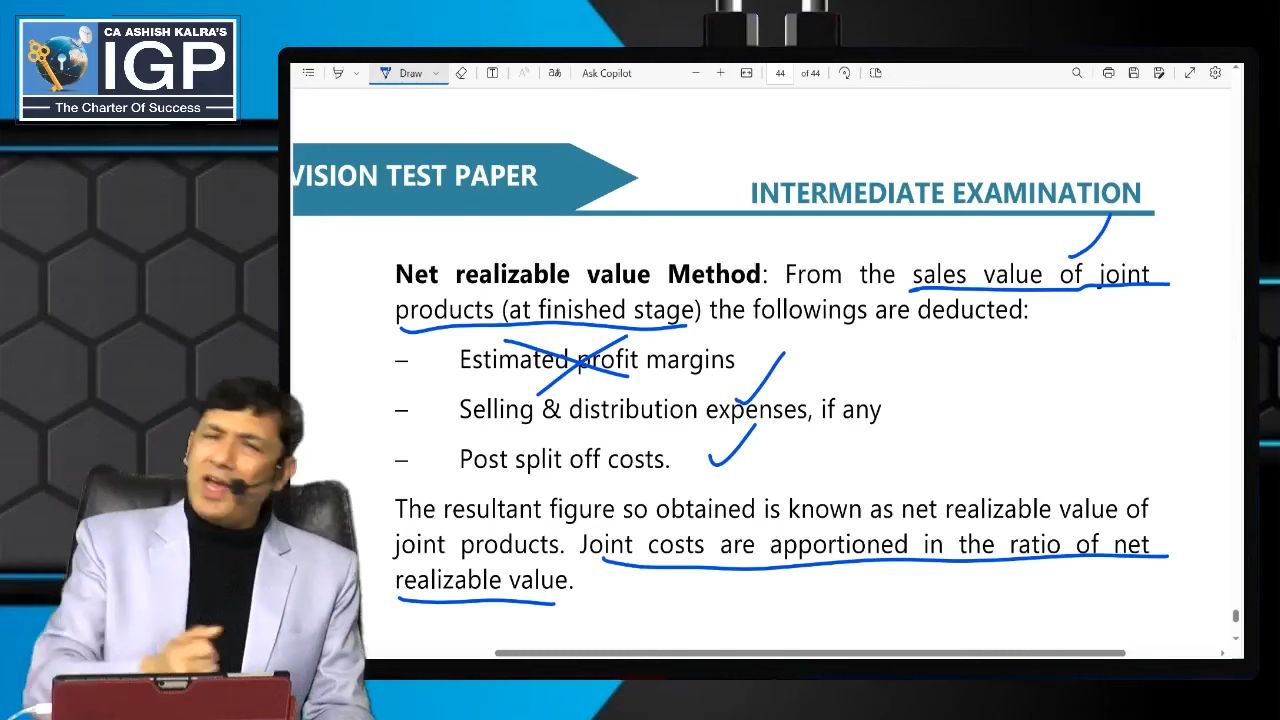 CA ASHISH KALRA'S
IGP
The Charter Of Success
Draw
Ask Copilot
44
of 44
VISION TEST PAPER
INTERMEDIATE EXAMINATION
Net realizable value Method: From the sales value of joint
products (at finished stage) the followings are deducted:
– Estimated profit margins
– Selling & distribution expenses, if any
– Post split off costs.
The resultant figure so obtained is known as net realizable value of
joint products. Joint costs are apportioned in the ratio of net
realizable value.